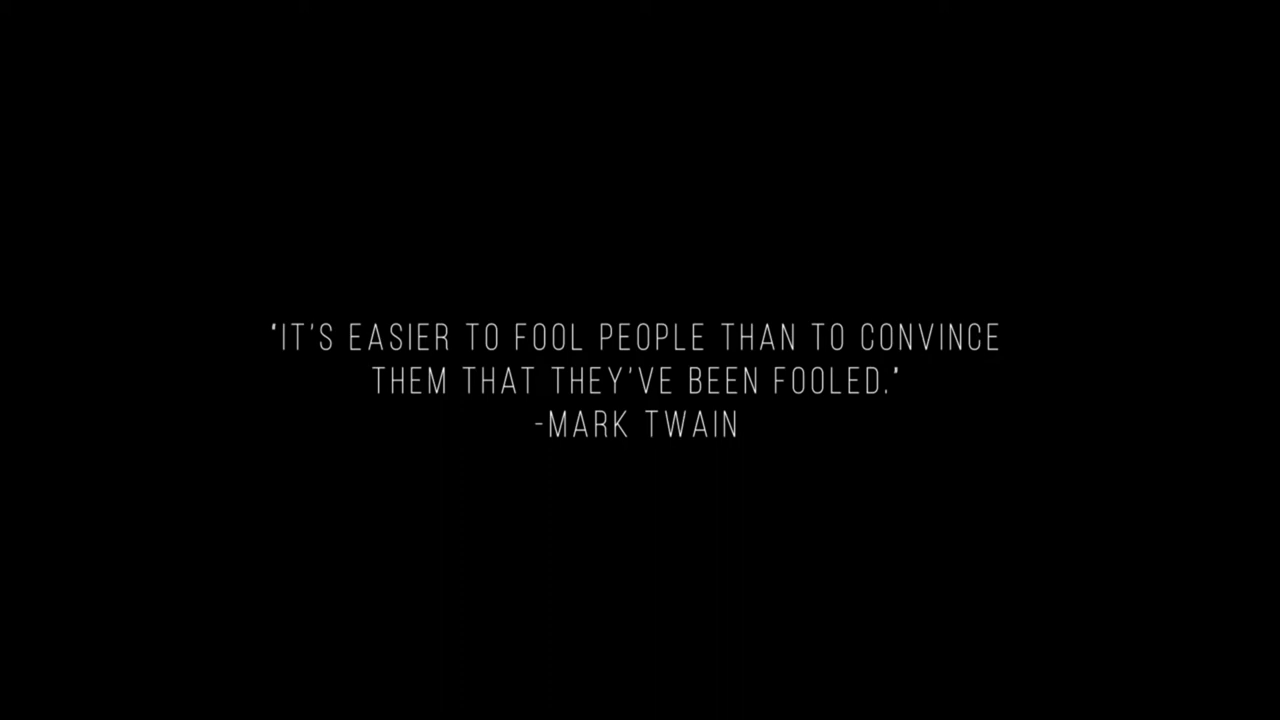 ‘IT’S EASIER TO FOOL PEOPLE THAN TO CONVINCE
THEM THAT THEY’VE BEEN FOOLED.’
-MARK TWAIN